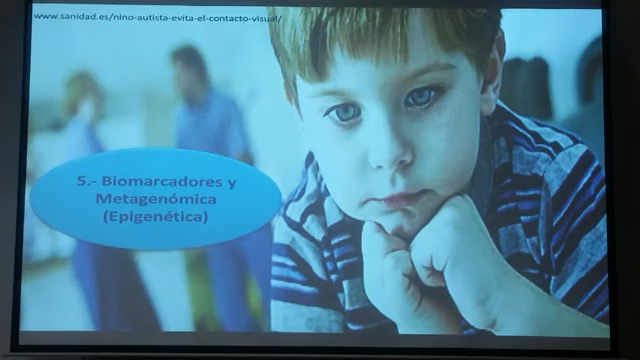 www.sanidad.es/nino-autista-evita-el-contacto-visual/
5.- Biomarcadores y
Metagenómica
(Epigenética)